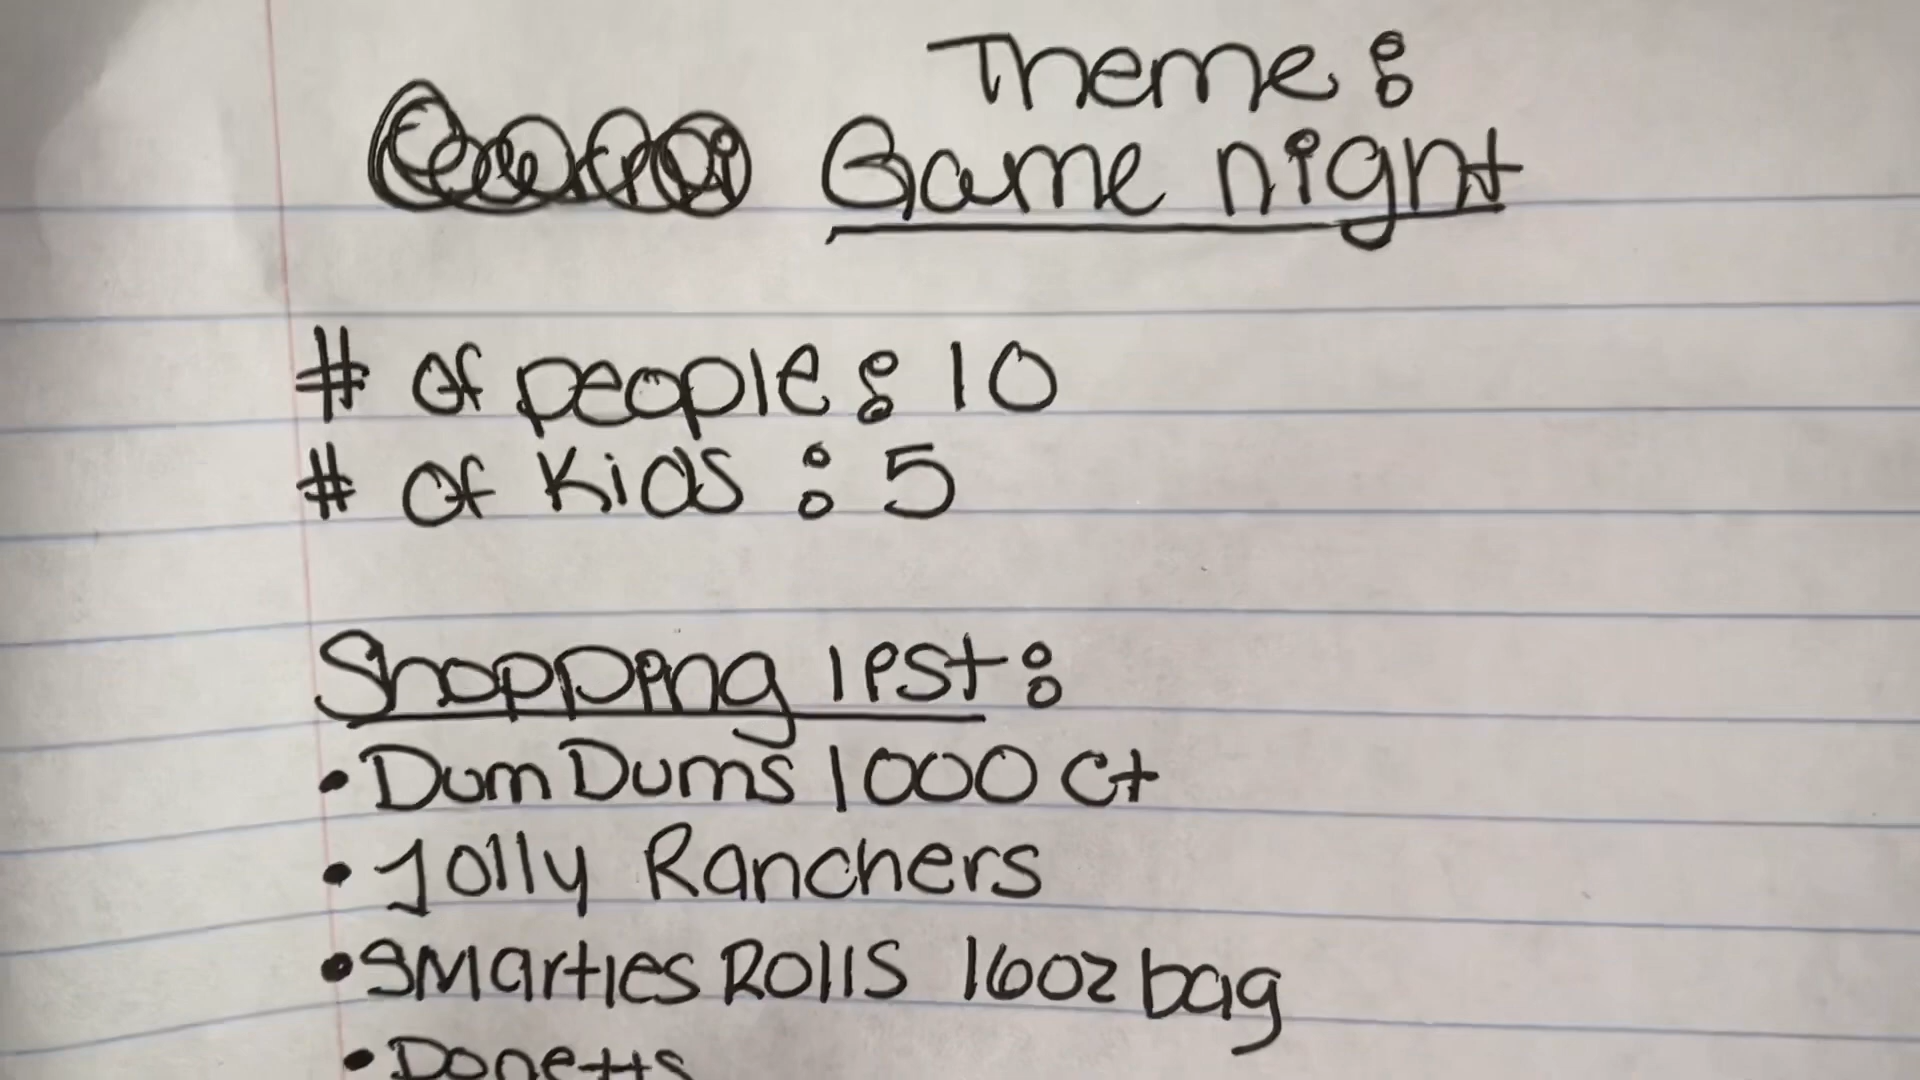 Theme:
Game night
# of people: 10
# of kids: 5
Shopping list:
• Dum Dums 1000 ct
• Jolly Ranchers
• Smarties Rolls 16oz bag
• Donetts